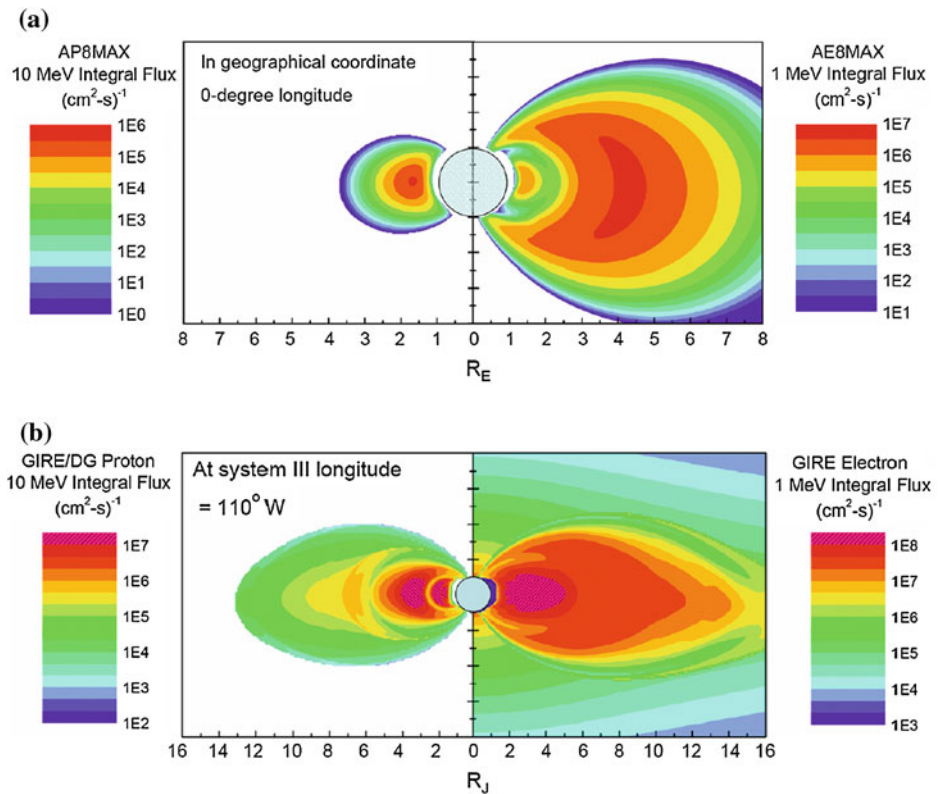 (a)
AP8MAX
10 MeV Integral Flux
(cm²-s)⁻¹
1E6
1E5
1E4
1E3
1E2
1E1
1E0
In geographical coordinate
0-degree longitude
AE8MAX
1 MeV Integral Flux
(cm²-s)⁻¹
1E7
1E6
1E5
1E4
1E3
1E2
1E1
8 7 6 5 4 3 2 1 0 1 2 3 4 5 6 7 8
R_E
(b)
GIRE/DG Proton
10 MeV Integral Flux
(cm²-s)⁻¹
1E7
1E6
1E5
1E4
1E3
1E2
At system III longitude
= 110° W
GIRE Electron
1 MeV Integral Flux
(cm²-s)⁻¹
1E8
1E7
1E6
1E5
1E4
1E3
16 14 12 10 8 6 4 2 0 2 4 6 8 10 12 14 16
R_J